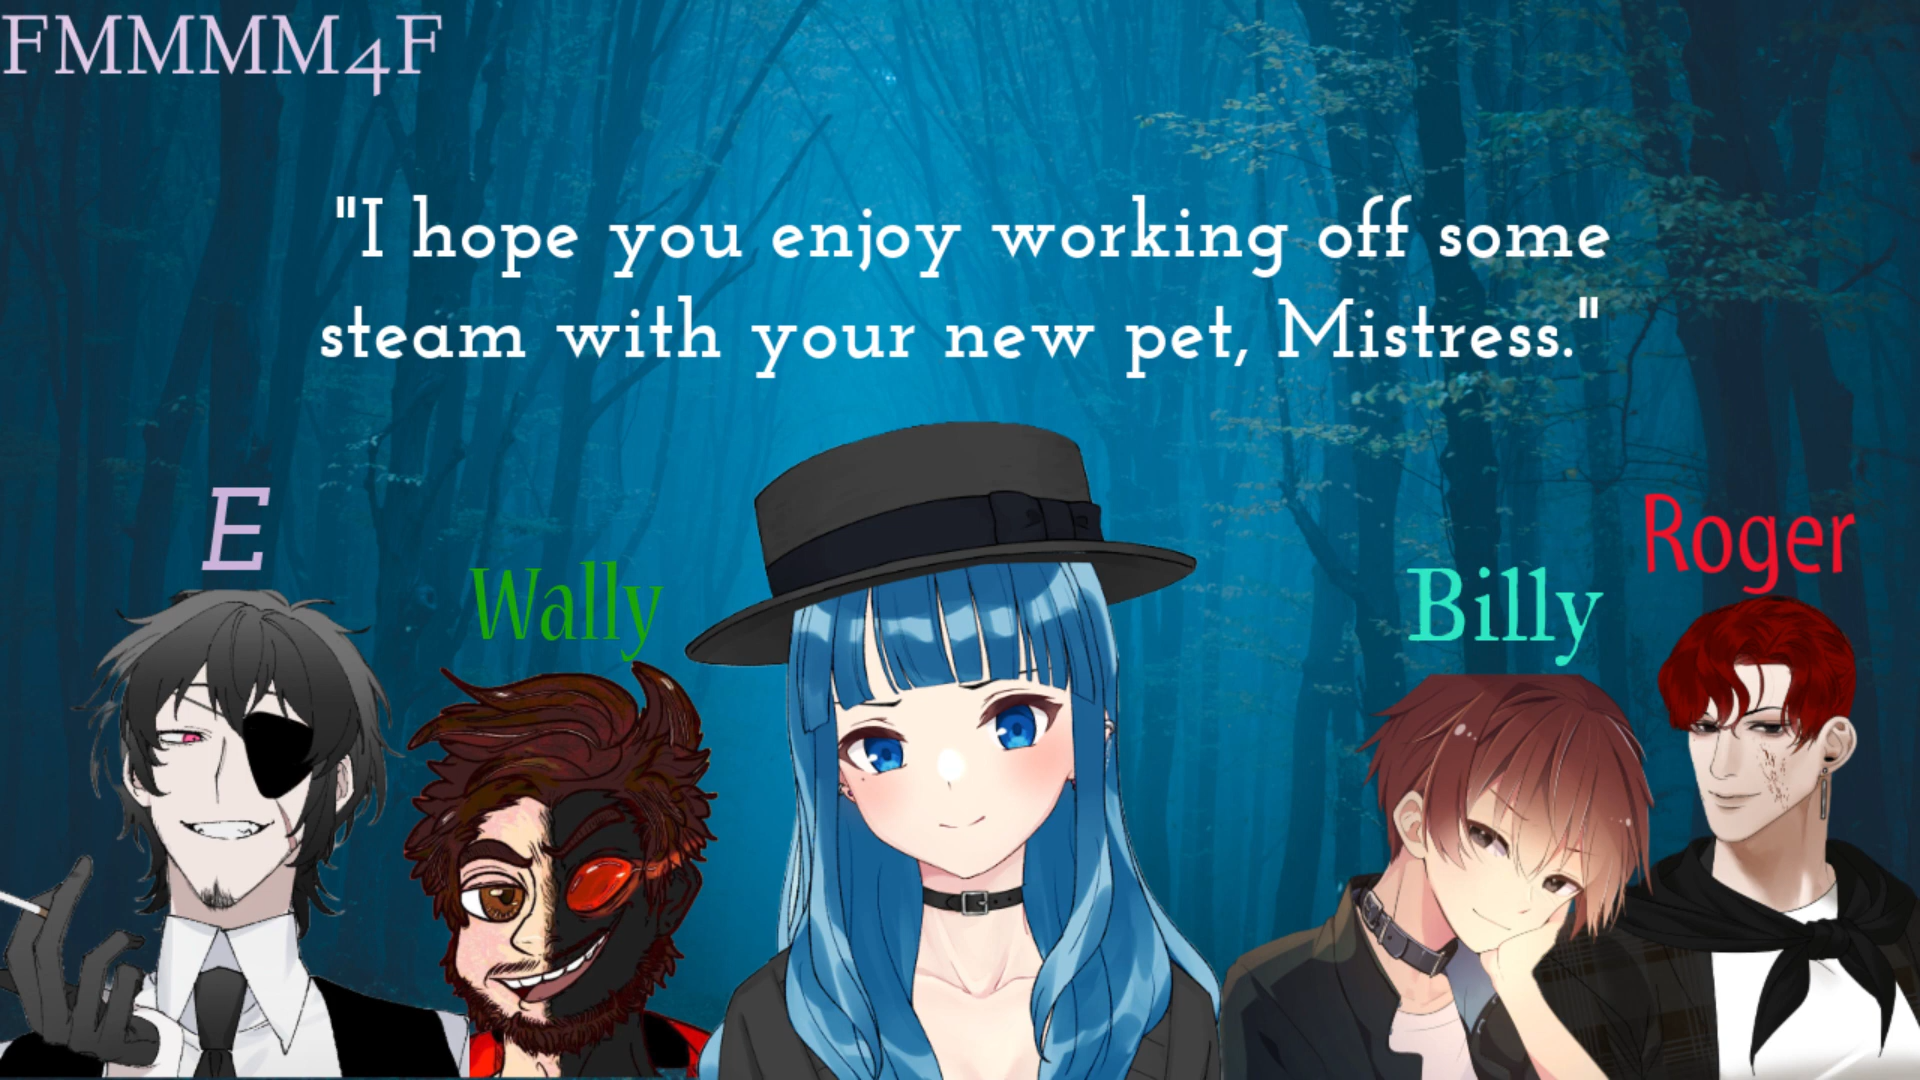 FMMMM4F
"I hope you enjoy working off some
steam with your new pet, Mistress."
E
Wally
Billy
Roger